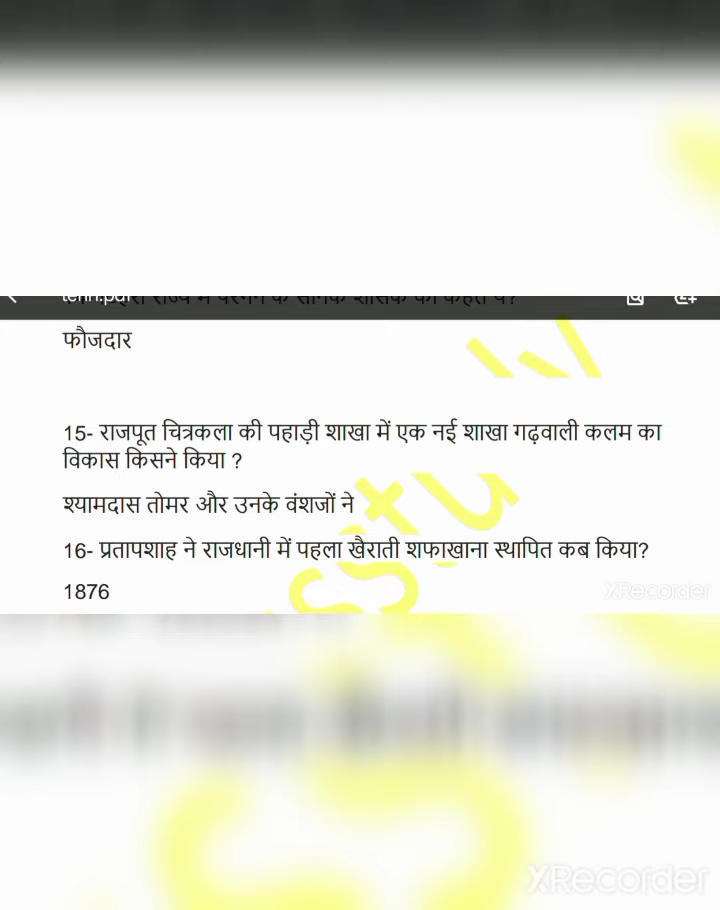 फौजदार
15- राजपूत चित्रकला की पहाड़ी शाखा में एक नई शाखा गढ़वाली कलम का
विकास किसने किया ?
श्यामदास तोमर और उनके वंशजों ने
16- प्रतापशाह ने राजधानी में पहला खैराती शफाखाना स्थापित कब किया?
1876
XRecorder
XRecorder